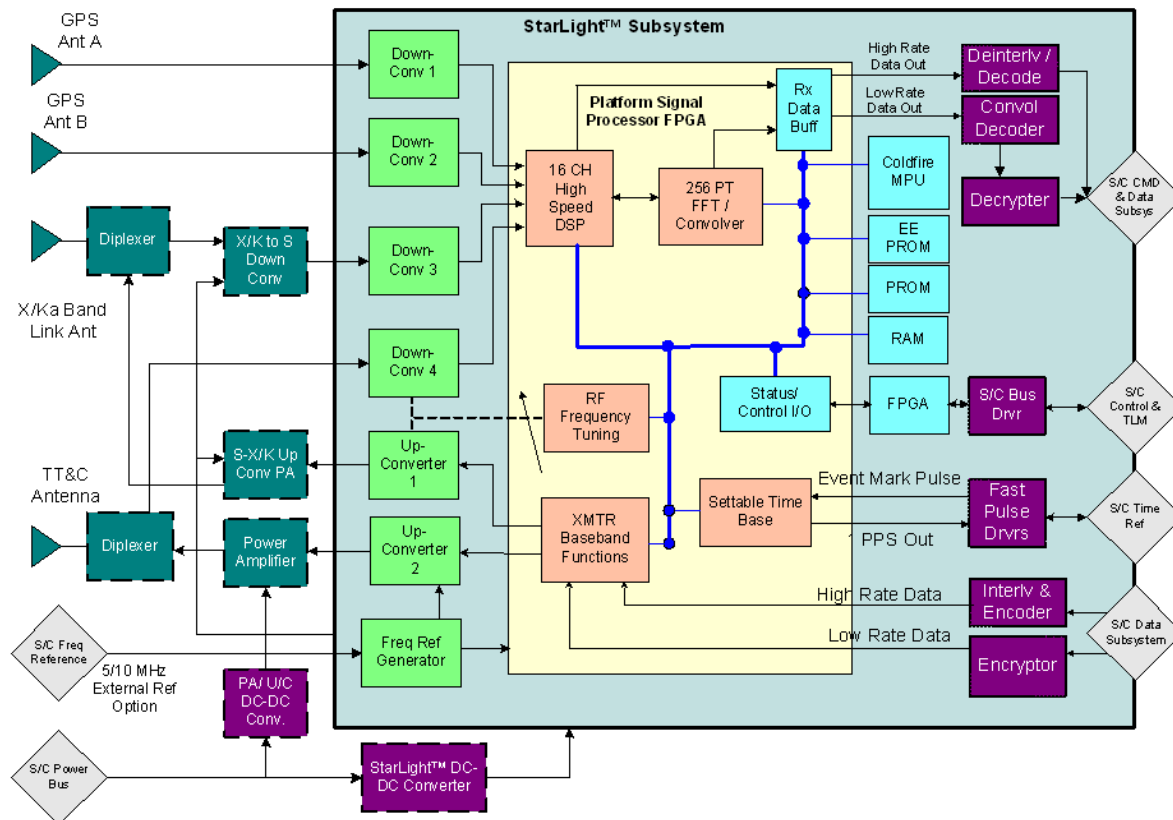 StarLight™ Subsystem
GPS
Ant A
GPS
Ant B
Down-
Conv 1
Down-
Conv 2
Platform Signal
Processor FPGA
Rx
Data
Buff
High Rate
Data Out
Low Rate
Data Out
Deinterlv /
Decode
Convol
Decoder
Decrypter
S/C CMD
& Data
Subsys
16 CH
High
Speed
DSP
256 PT
FFT /
Convolver
Coldfire
MPU
EE
PROM
PROM
RAM
Diplexer
X/K to S
Down
Conv
Down-
Conv 3
X/Ka Band
Link Ant
Down-
Conv 4
RF
Frequency
Tuning
Status/
Control I/O
FPGA
S/C Bus
Drvr
S/C
Control &
TLM
TT&C
Antenna
S-X/K Up
Conv PA
Up-
Converter
1
Diplexer
Power
Amplifier
Up-
Converter
2
XMTR
Baseband
Functions
Settable Time
Base
Event Mark Pulse
PPS Out
Fast
Pulse
Drvrs
S/C Time
Ref
High Rate Data
Low Rate Data
Interlv &
Encoder
Encryptor
S/C Data
Subsystem
S/C Freq
Reference
5/10 MHz
External Ref
Option
Freq Ref
Generator
PA/ U/C
DC-DC
Conv.
S/C Power
Bus
StarLight™ DC-
DC Converter